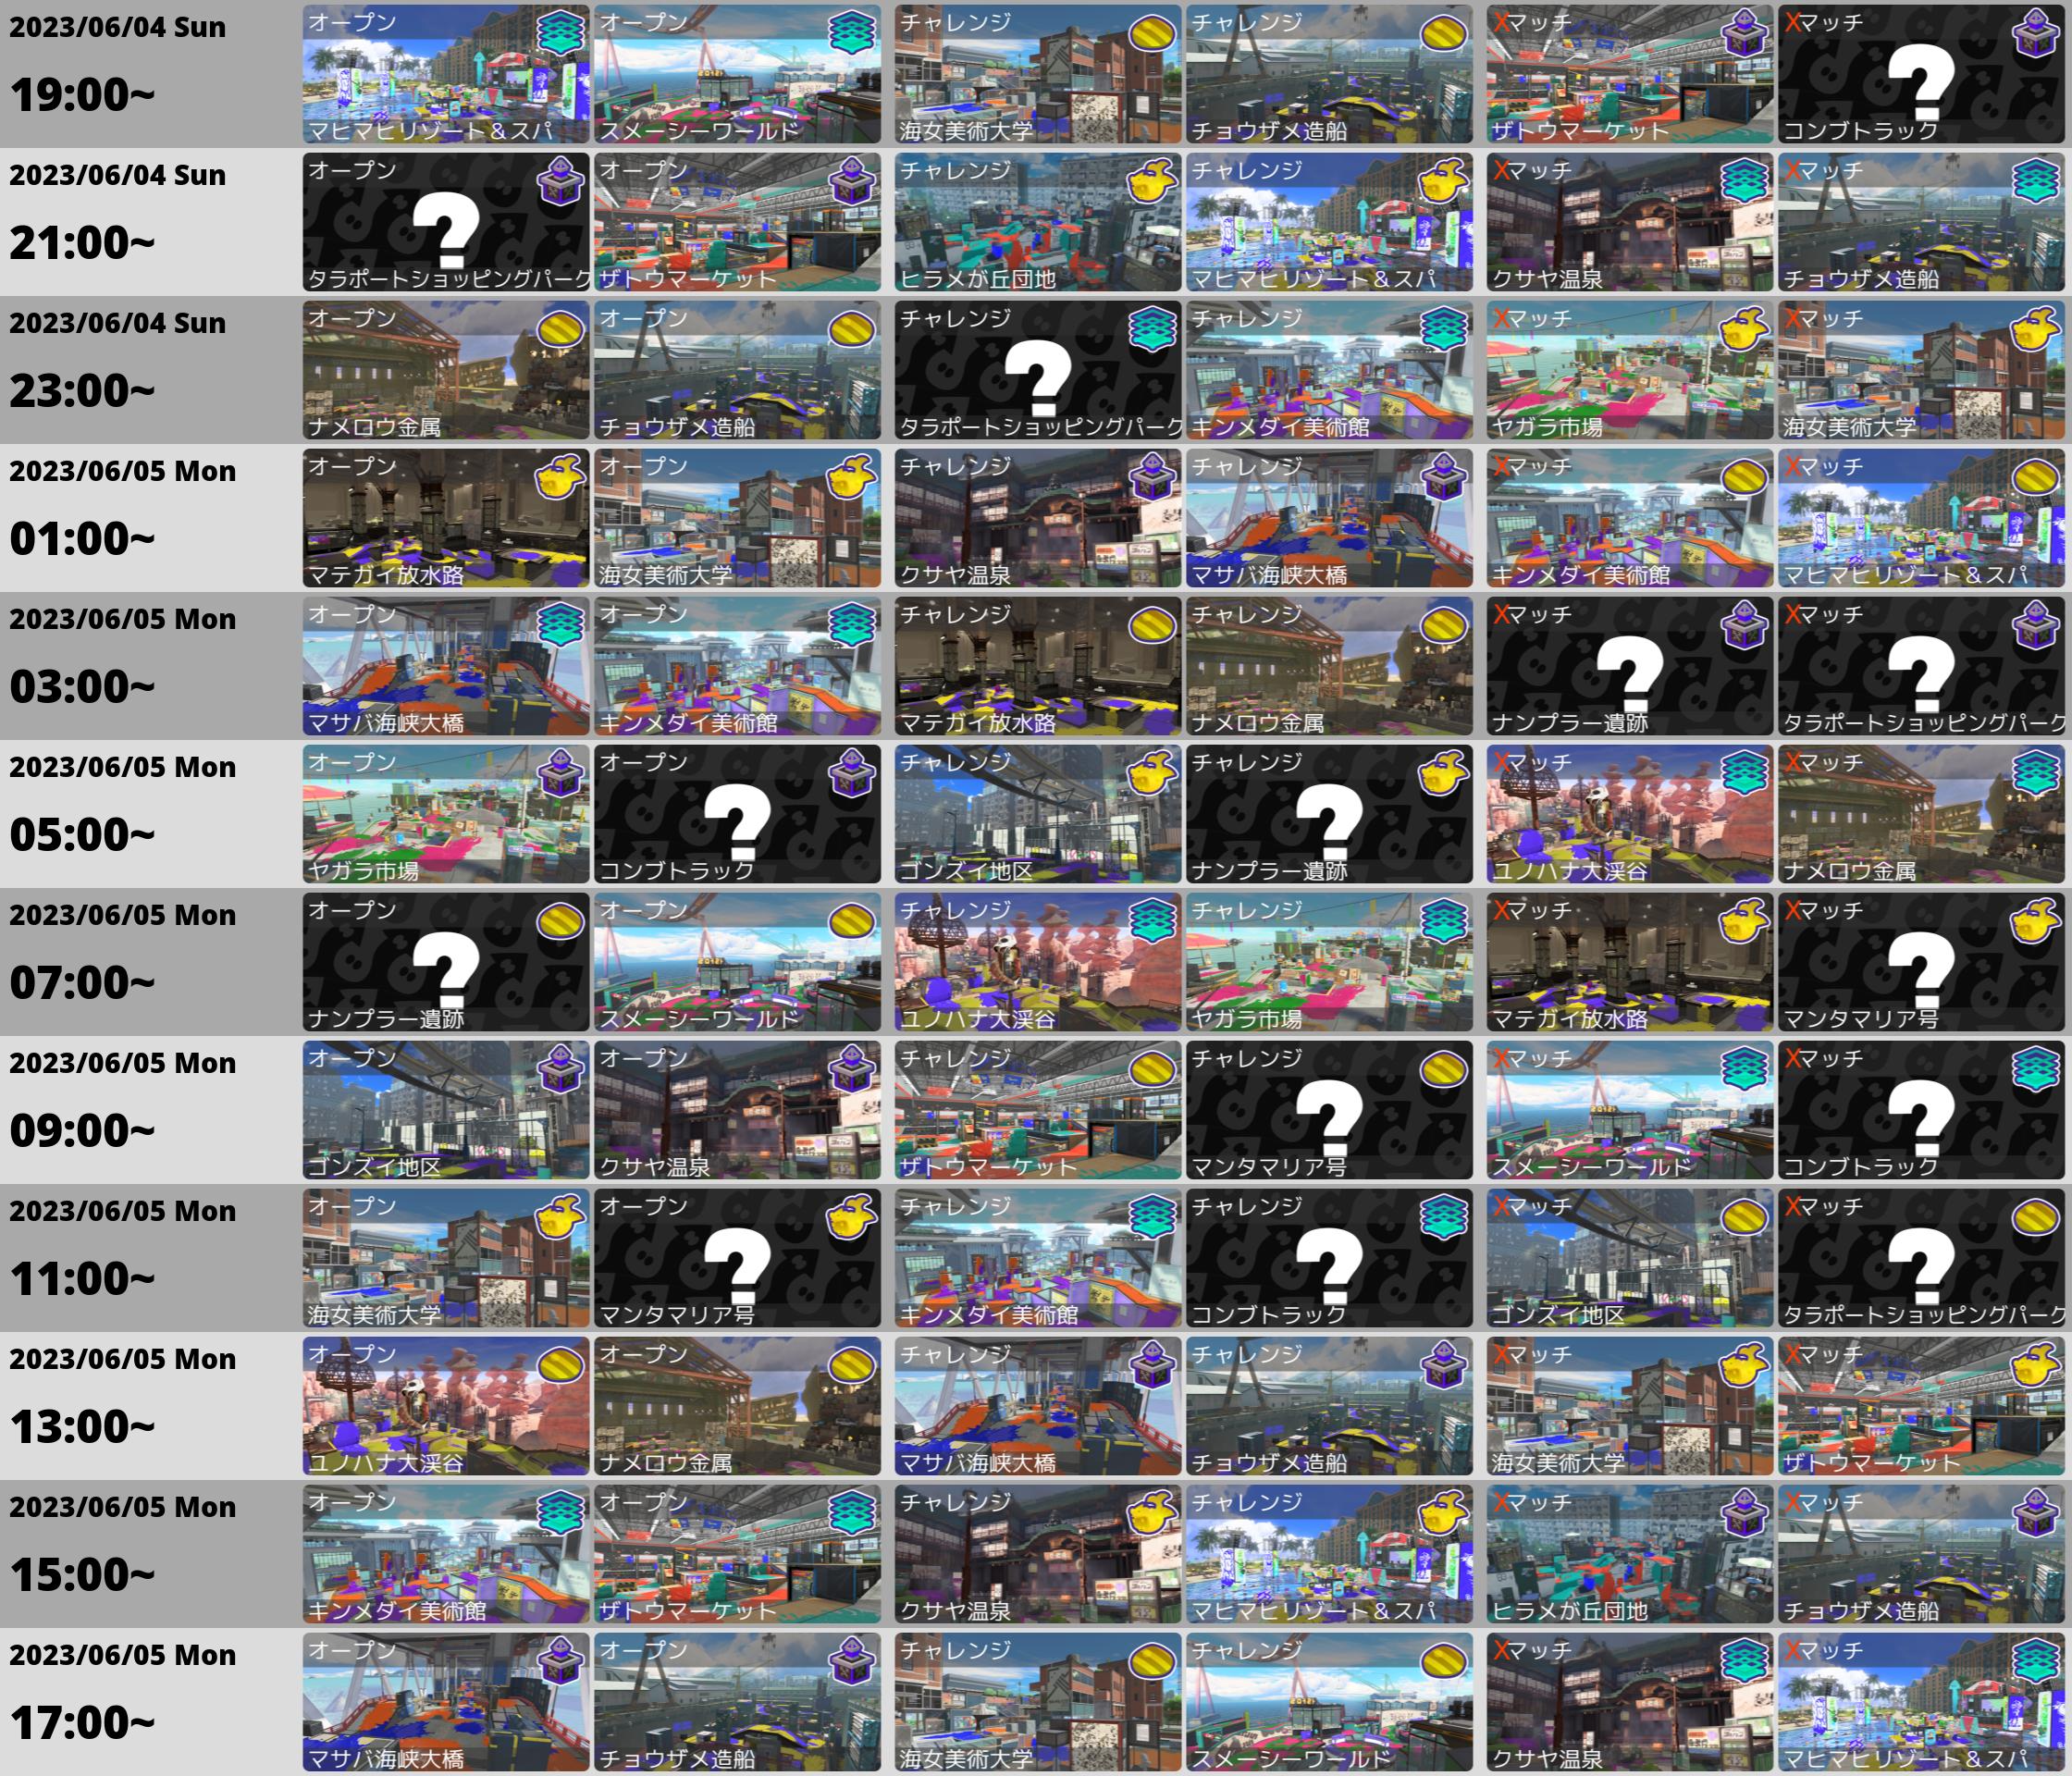 2023/06/04 Sun
19:00~
オープン オープン チャレンジ チャレンジ Xマッチ Xマッチ
マヒマヒリゾート&スパ スメーシーワールド 海女美術大学 チョウザメ造船 ザトウマーケット コンブトラック
2023/06/04 Sun
21:00~
オープン オープン チャレンジ チャレンジ Xマッチ Xマッチ
タラポートショッピングパーク ザトウマーケット ヒラメが丘団地 マヒマヒリゾート&スパ クサヤ温泉 チョウザメ造船
2023/06/04 Sun
23:00~
オープン オープン チャレンジ チャレンジ Xマッチ Xマッチ
ナメロウ金属 チョウザメ造船 タラポートショッピングパーク キンメダイ美術館 ヤガラ市場 海女美術大学
2023/06/05 Mon
01:00~
オープン オープン チャレンジ チャレンジ Xマッチ Xマッチ
マテガイ放水路 海女美術大学 クサヤ温泉 マサバ海峡大橋 キンメダイ美術館 マヒマヒリゾート&スパ
2023/06/05 Mon
03:00~
オープン オープン チャレンジ チャレンジ Xマッチ Xマッチ
マサバ海峡大橋 キンメダイ美術館 マテガイ放水路 ナメロウ金属 ナンプラー遺跡 タラポートショッピングパーク
2023/06/05 Mon
05:00~
オープン オープン チャレンジ チャレンジ Xマッチ Xマッチ
ヤガラ市場 コンブトラック ゴンズイ地区 ナンプラー遺跡 ユノハナ大渓谷 ナメロウ金属
2023/06/05 Mon
07:00~
オープン オープン チャレンジ チャレンジ Xマッチ Xマッチ
ナンプラー遺跡 スメーシーワールド ユノハナ大渓谷 ヤガラ市場 マテガイ放水路 マンタマリア号
2023/06/05 Mon
09:00~
オープン オープン チャレンジ チャレンジ Xマッチ Xマッチ
ゴンズイ地区 クサヤ温泉 ザトウマーケット マンタマリア号 スメーシーワールド コンブトラック
2023/06/05 Mon
11:00~
オープン オープン チャレンジ チャレンジ Xマッチ Xマッチ
海女美術大学 マンタマリア号 キンメダイ美術館 コンブトラック ゴンズイ地区 タラポートショッピングパーク
2023/06/05 Mon
13:00~
オープン オープン チャレンジ チャレンジ Xマッチ Xマッチ
ユノハナ大渓谷 ナメロウ金属 マサバ海峡大橋 チョウザメ造船 海女美術大学 ザトウマーケット
2023/06/05 Mon
15:00~
オープン オープン チャレンジ チャレンジ Xマッチ Xマッチ
キンメダイ美術館 ザトウマーケット クサヤ温泉 マヒマヒリゾート&スパ ヒラメが丘団地 チョウザメ造船
2023/06/05 Mon
17:00~
オープン オープン チャレンジ チャレンジ Xマッチ Xマッチ
マサバ海峡大橋 チョウザメ造船 海女美術大学 スメーシーワールド クサヤ温泉 マヒマヒリゾート&スパ